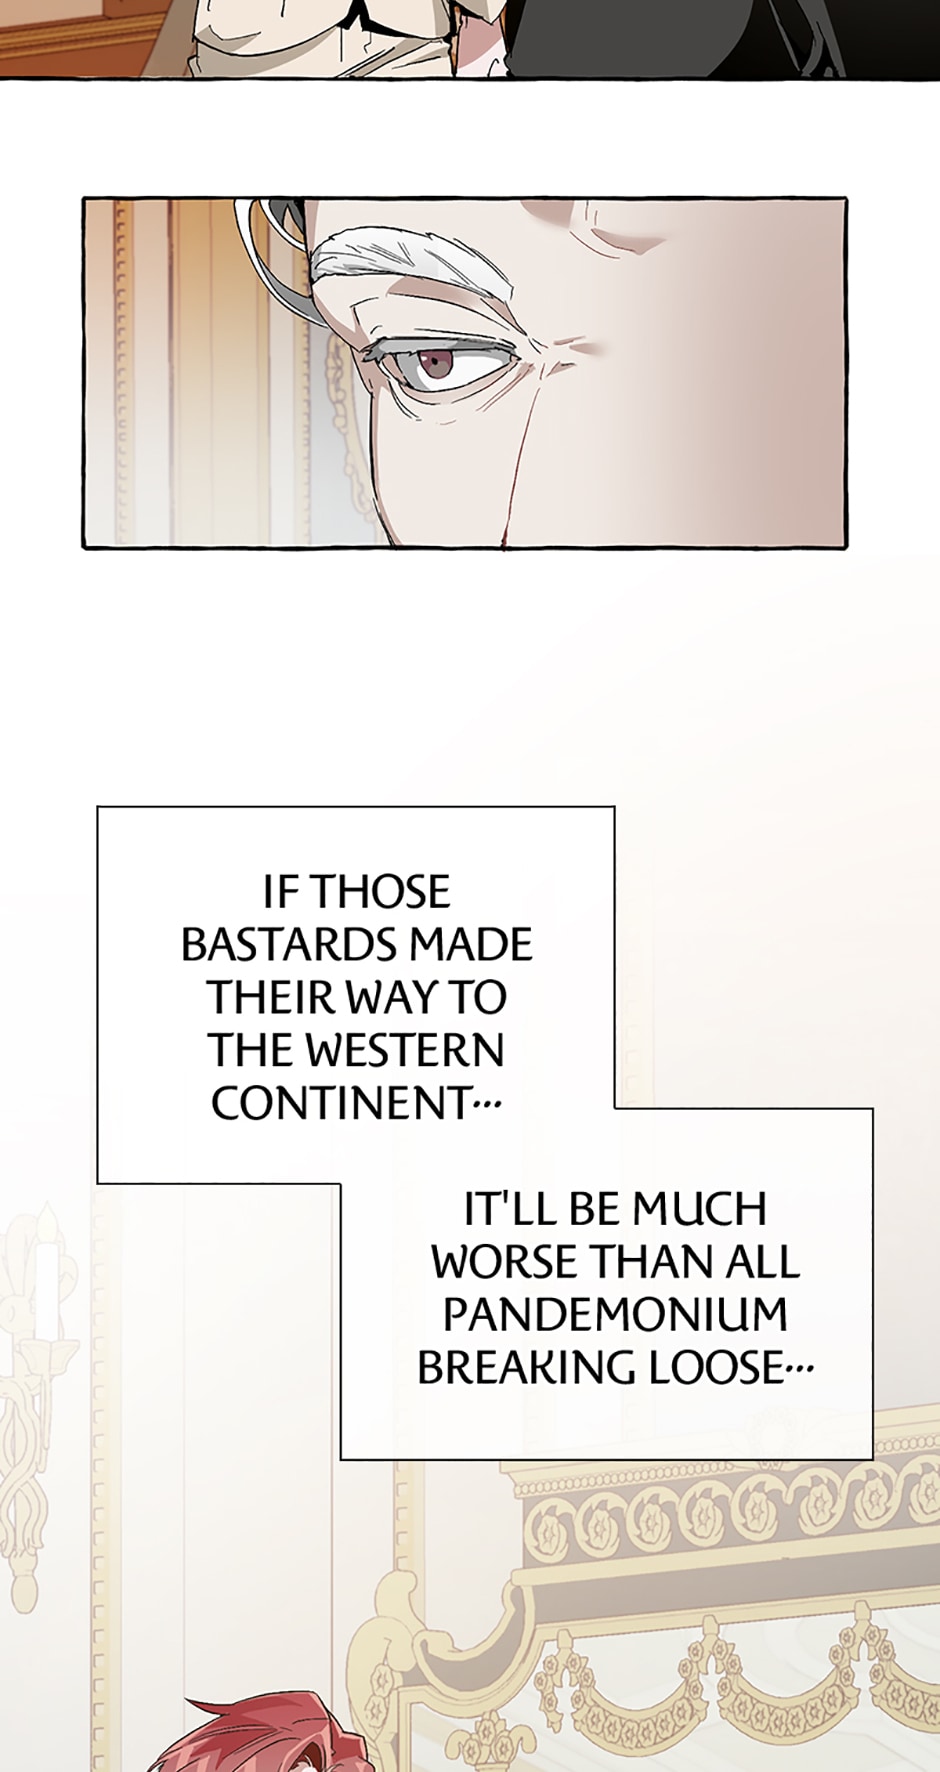 IF THOSE
BASTARDS MADE
THEIR WAY TO
THE WESTERN
CONTINENT…
IT'LL BE MUCH
WORSE THAN ALL
PANDEMONIUM
BREAKING LOOSE…